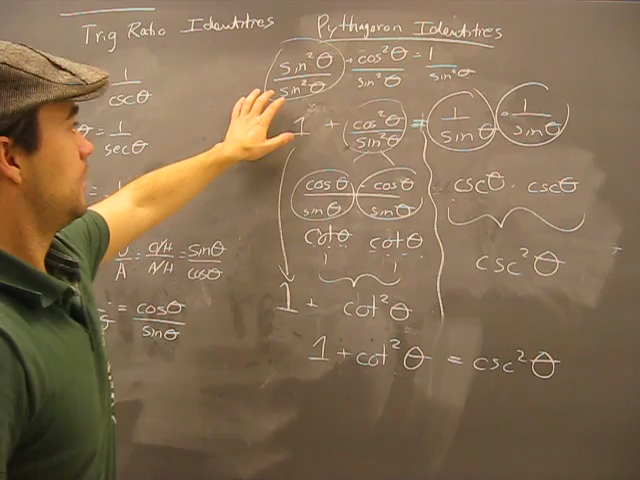 Trig Ratio Identities
1/cscθ
θ = 1/secθ
=
/A = O/H / A/H = sinθ/cosθ
= cosθ/sinθ
Pythagorean Identities
sin²θ/sin²θ + cos²θ/sin²θ = 1/sin²θ
1 + cos²θ/sin²θ = 1/sinθ · 1/sinθ
cosθ/sinθ · cosθ/sinθ
cscθ · cscθ
cotθ · cotθ
csc²θ
1 + cot²θ
1 + cot²θ = csc²θ